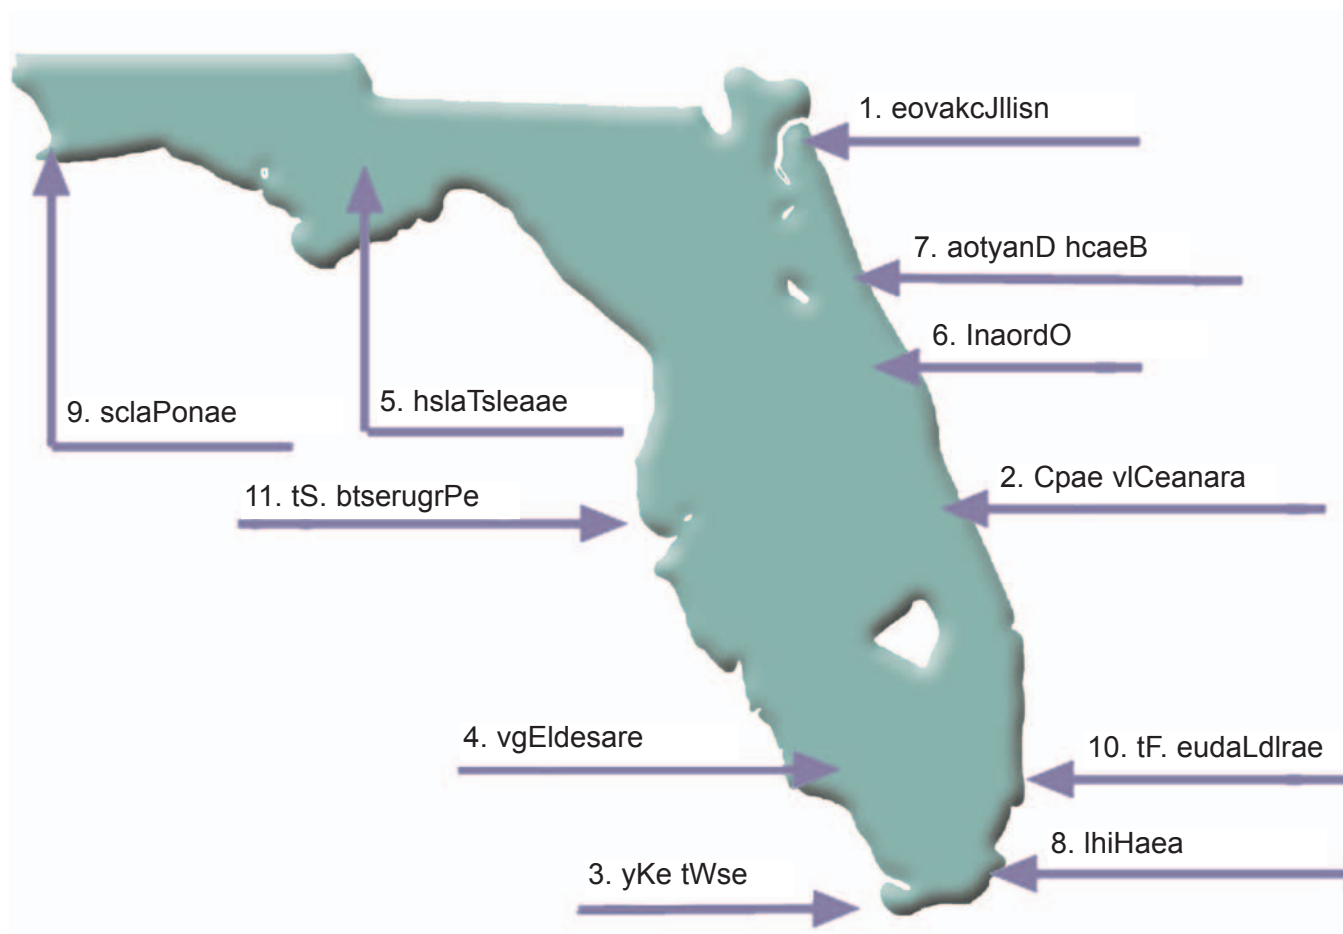 1. eovakcJllisn
7. aotyanD hcaeB
6. InaordO
5. hslaTsleaae
9. sclaPonae
2. Cpae vlCeanara
11. tS. btserugrPe
4. vgEldesare
10. tF. eudaLdlrae
8. lhiHaea
3. yKe tWse